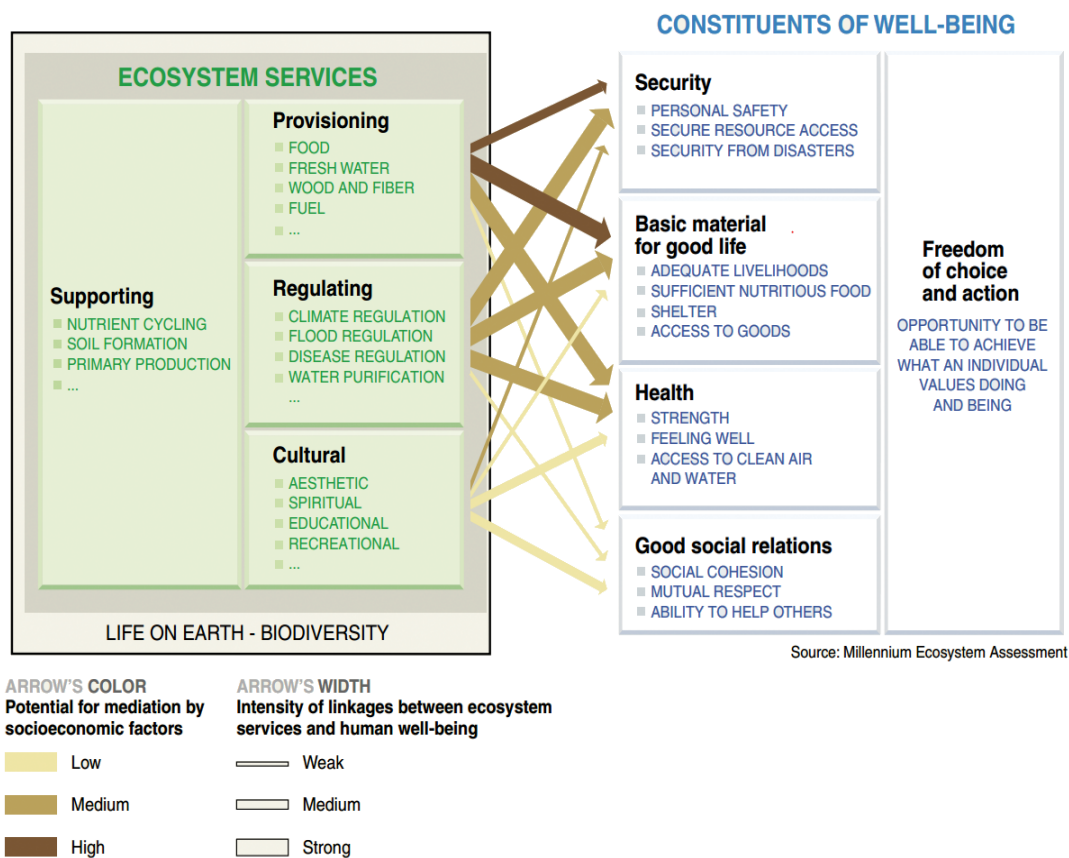 CONSTITUENTS OF WELL-BEING
ECOSYSTEM SERVICES
Supporting
NUTRIENT CYCLING
SOIL FORMATION
PRIMARY PRODUCTION
...
Provisioning
FOOD
FRESH WATER
WOOD AND FIBER
FUEL
...
Regulating
CLIMATE REGULATION
FLOOD REGULATION
DISEASE REGULATION
WATER PURIFICATION
...
Cultural
AESTHETIC
SPIRITUAL
EDUCATIONAL
RECREATIONAL
...
LIFE ON EARTH - BIODIVERSITY
Security
PERSONAL SAFETY
SECURE RESOURCE ACCESS
SECURITY FROM DISASTERS
Basic material
for good life
ADEQUATE LIVELIHOODS
SUFFICIENT NUTRITIOUS FOOD
SHELTER
ACCESS TO GOODS
Health
STRENGTH
FEELING WELL
ACCESS TO CLEAN AIR
AND WATER
Good social relations
SOCIAL COHESION
MUTUAL RESPECT
ABILITY TO HELP OTHERS
Freedom
of choice
and action
OPPORTUNITY TO BE
ABLE TO ACHIEVE
WHAT AN INDIVIDUAL
VALUES DOING
AND BEING
Source: Millennium Ecosystem Assessment
ARROW'S COLOR
Potential for mediation by
socioeconomic factors
Low
Medium
High
ARROW'S WIDTH
Intensity of linkages between ecosystem
services and human well-being
Weak
Medium
Strong